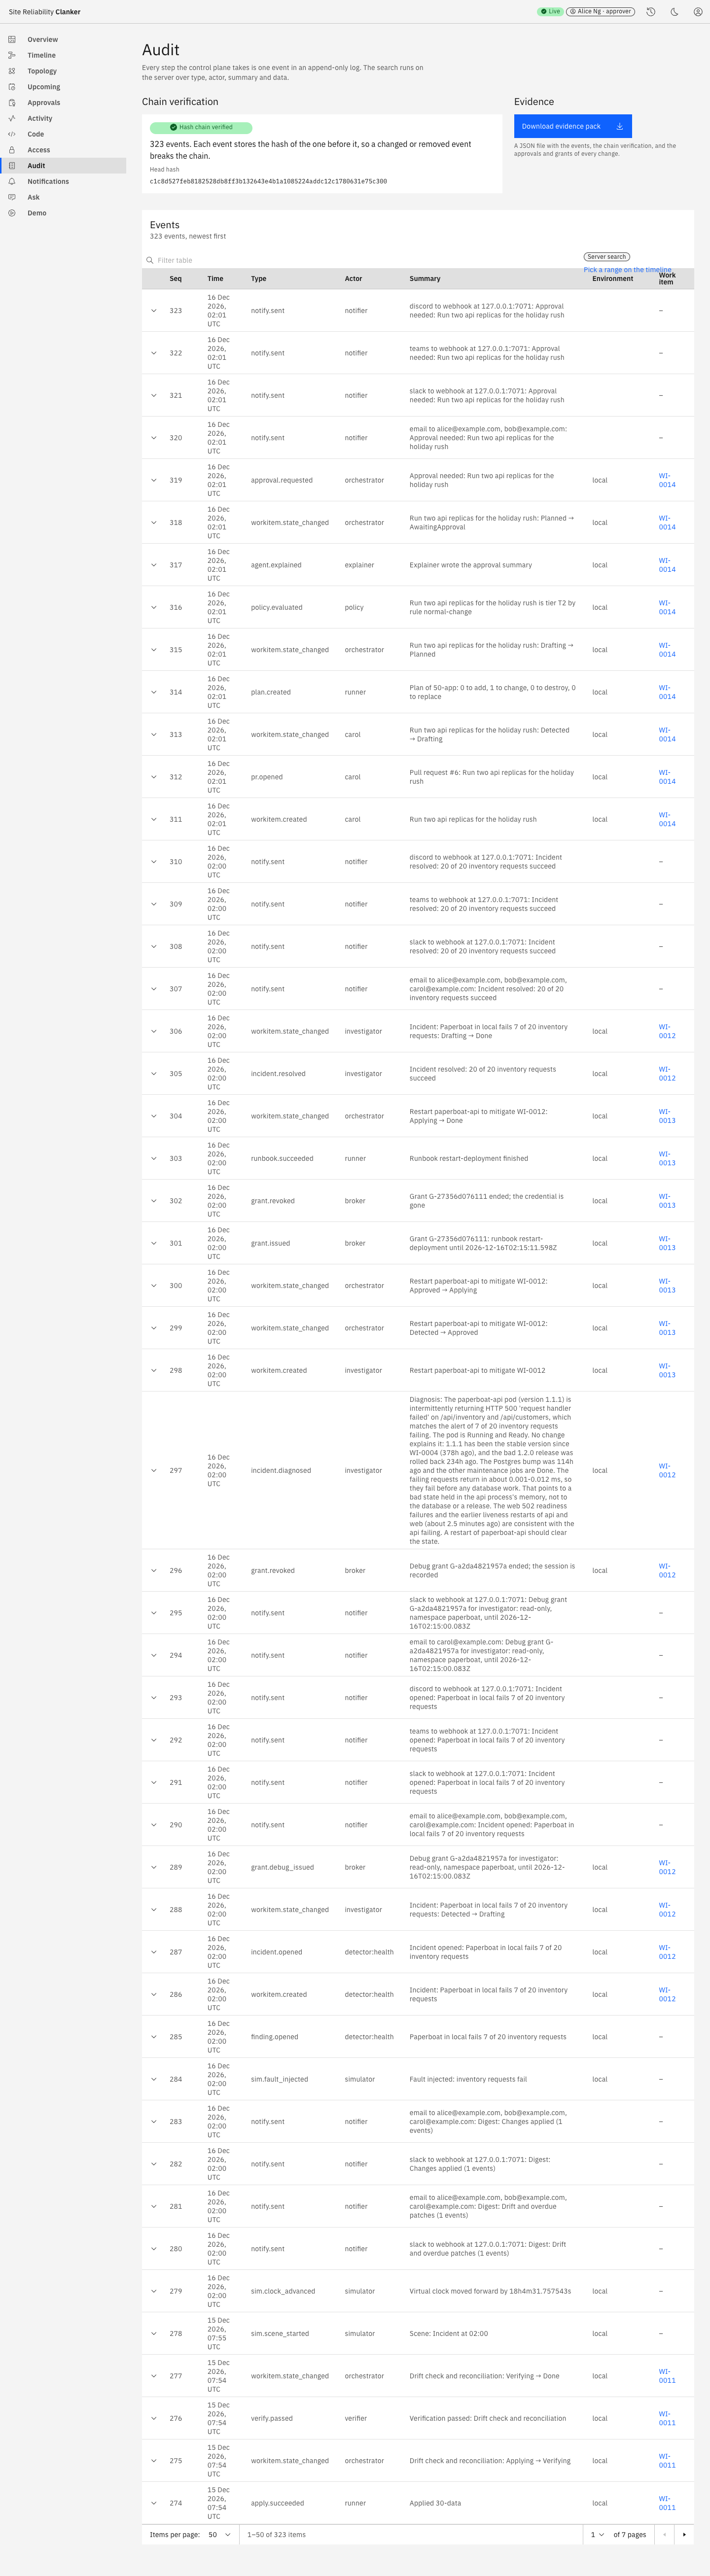 Site Reliability Clanker
Live
Alice Ng · approver
Overview
Timeline
Topology
Upcoming
Approvals
Activity
Code
Access
Audit
Notifications
Ask
Demo
Audit
Every step the control plane takes is one event in an append-only log. The search runs on
the server over type, actor, summary and data.
Chain verification
Hash chain verified
323 events. Each event stores the hash of the one before it, so a changed or removed event
breaks the chain.
Head hash
c1c8d527feb8182528db8ff3b132643e4b1a1085224addc12c1780631e75c300
Evidence
Download evidence pack
A JSON file with the events, the chain verification, and the
approvals and grants of every change.
Events
323 events, newest first
Filter table
Server search
Pick a range on the timeline
Seq Time Type Actor Summary Environment Work item
323 16 Dec 2026, 02:01 UTC notify.sent notifier discord to webhook at 127.0.0.1:7071: Approval needed: Run two api replicas for the holiday rush –
322 16 Dec 2026, 02:01 UTC notify.sent notifier teams to webhook at 127.0.0.1:7071: Approval needed: Run two api replicas for the holiday rush –
321 16 Dec 2026, 02:01 UTC notify.sent notifier slack to webhook at 127.0.0.1:7071: Approval needed: Run two api replicas for the holiday rush –
320 16 Dec 2026, 02:01 UTC notify.sent notifier email to alice@example.com, bob@example.com: Approval needed: Run two api replicas for the holiday rush –
319 16 Dec 2026, 02:01 UTC approval.requested orchestrator Approval needed: Run two api replicas for the holiday rush local WI-0014
318 16 Dec 2026, 02:01 UTC workitem.state_changed orchestrator Run two api replicas for the holiday rush: Planned → AwaitingApproval local WI-0014
317 16 Dec 2026, 02:01 UTC agent.explained explainer Explainer wrote the approval summary local WI-0014
316 16 Dec 2026, 02:01 UTC policy.evaluated policy Run two api replicas for the holiday rush is tier T2 by rule normal-change local WI-0014
315 16 Dec 2026, 02:01 UTC workitem.state_changed orchestrator Run two api replicas for the holiday rush: Drafting → Planned local WI-0014
314 16 Dec 2026, 02:01 UTC plan.created runner Plan of 50-app: 0 to add, 1 to change, 0 to destroy, 0 to replace local WI-0014
313 16 Dec 2026, 02:01 UTC workitem.state_changed carol Run two api replicas for the holiday rush: Detected → Drafting local WI-0014
312 16 Dec 2026, 02:01 UTC pr.opened carol Pull request #6: Run two api replicas for the holiday rush local WI-0014
311 16 Dec 2026, 02:01 UTC workitem.created carol Run two api replicas for the holiday rush local WI-0014
310 16 Dec 2026, 02:00 UTC notify.sent notifier discord to webhook at 127.0.0.1:7071: Incident resolved: 20 of 20 inventory requests succeed –
309 16 Dec 2026, 02:00 UTC notify.sent notifier teams to webhook at 127.0.0.1:7071: Incident resolved: 20 of 20 inventory requests succeed –
308 16 Dec 2026, 02:00 UTC notify.sent notifier slack to webhook at 127.0.0.1:7071: Incident resolved: 20 of 20 inventory requests succeed –
307 16 Dec 2026, 02:00 UTC notify.sent notifier email to alice@example.com, bob@example.com, carol@example.com: Incident resolved: 20 of 20 inventory requests succeed –
306 16 Dec 2026, 02:00 UTC workitem.state_changed investigator Incident: Paperboat in local fails 7 of 20 inventory requests: Drafting → Done local WI-0012
305 16 Dec 2026, 02:00 UTC incident.resolved investigator Incident resolved: 20 of 20 inventory requests succeed local WI-0012
304 16 Dec 2026, 02:00 UTC workitem.state_changed orchestrator Restart paperboat-api to mitigate WI-0012: Applying → Done local WI-0013
303 16 Dec 2026, 02:00 UTC runbook.succeeded runner Runbook restart-deployment finished local WI-0013
302 16 Dec 2026, 02:00 UTC grant.revoked broker Grant G-27356d076111 ended; the credential is gone local WI-0013
301 16 Dec 2026, 02:00 UTC grant.issued broker Grant G-27356d076111: runbook restart-deployment until 2026-12-16T02:15:11.598Z local WI-0013
300 16 Dec 2026, 02:00 UTC workitem.state_changed orchestrator Restart paperboat-api to mitigate WI-0012: Approved → Applying local WI-0013
299 16 Dec 2026, 02:00 UTC workitem.state_changed orchestrator Restart paperboat-api to mitigate WI-0012: Detected → Approved local WI-0013
298 16 Dec 2026, 02:00 UTC workitem.created investigator Restart paperboat-api to mitigate WI-0012 local WI-0013
297 16 Dec 2026, 02:00 UTC incident.diagnosed investigator Diagnosis: The paperboat-api pod (version 1.1.1) is intermittently returning HTTP 500 'request handler failed' on /api/inventory and /api/customers, which matches the alert of 7 of 20 inventory requests failing. The pod is Running and Ready. No change explains it: 1.1.1 has been the stable version since WI-0004 (378h ago), and the bad 1.2.0 release was rolled back 234h ago. The Postgres bump was 114h ago and the other maintenance jobs are Done. The failing requests return in about 0.001-0.012 ms, so they fail before any database work. That points to a bad state held in the api process's memory, not to the database or a release. The web 502 readiness failures and the earlier liveness restarts of api and web (about 2.5 minutes ago) are consistent with the api failing. A restart of paperboat-api should clear the state. local WI-0012
296 16 Dec 2026, 02:00 UTC grant.revoked broker Debug grant G-a2da4821957a ended; the session is recorded local WI-0012
295 16 Dec 2026, 02:00 UTC notify.sent notifier slack to webhook at 127.0.0.1:7071: Debug grant G-a2da4821957a for investigator: read-only, namespace paperboat, until 2026-12-16T02:15:00.083Z –
294 16 Dec 2026, 02:00 UTC notify.sent notifier email to carol@example.com: Debug grant G-a2da4821957a for investigator: read-only, namespace paperboat, until 2026-12-16T02:15:00.083Z –
293 16 Dec 2026, 02:00 UTC notify.sent notifier discord to webhook at 127.0.0.1:7071: Incident opened: Paperboat in local fails 7 of 20 inventory requests –
292 16 Dec 2026, 02:00 UTC notify.sent notifier teams to webhook at 127.0.0.1:7071: Incident opened: Paperboat in local fails 7 of 20 inventory requests –
291 16 Dec 2026, 02:00 UTC notify.sent notifier slack to webhook at 127.0.0.1:7071: Incident opened: Paperboat in local fails 7 of 20 inventory requests –
290 16 Dec 2026, 02:00 UTC notify.sent notifier email to alice@example.com, bob@example.com, carol@example.com: Incident opened: Paperboat in local fails 7 of 20 inventory requests –
289 16 Dec 2026, 02:00 UTC grant.debug_issued broker Debug grant G-a2da4821957a for investigator: read-only, namespace paperboat, until 2026-12-16T02:15:00.083Z local WI-0012
288 16 Dec 2026, 02:00 UTC workitem.state_changed investigator Incident: Paperboat in local fails 7 of 20 inventory requests: Detected → Drafting local WI-0012
287 16 Dec 2026, 02:00 UTC incident.opened detector:health Incident opened: Paperboat in local fails 7 of 20 inventory requests local WI-0012
286 16 Dec 2026, 02:00 UTC workitem.created detector:health Incident: Paperboat in local fails 7 of 20 inventory requests local WI-0012
285 16 Dec 2026, 02:00 UTC finding.opened detector:health Paperboat in local fails 7 of 20 inventory requests local –
284 16 Dec 2026, 02:00 UTC sim.fault_injected simulator Fault injected: inventory requests fail local –
283 16 Dec 2026, 02:00 UTC notify.sent notifier email to alice@example.com, bob@example.com, carol@example.com: Digest: Changes applied (1 events) –
282 16 Dec 2026, 02:00 UTC notify.sent notifier slack to webhook at 127.0.0.1:7071: Digest: Changes applied (1 events) –
281 16 Dec 2026, 02:00 UTC notify.sent notifier email to alice@example.com, bob@example.com, carol@example.com: Digest: Drift and overdue patches (1 events) –
280 16 Dec 2026, 02:00 UTC notify.sent notifier slack to webhook at 127.0.0.1:7071: Digest: Drift and overdue patches (1 events) –
279 16 Dec 2026, 02:00 UTC sim.clock_advanced simulator Virtual clock moved forward by 18h4m31.757543s local –
278 15 Dec 2026, 07:55 UTC sim.scene_started simulator Scene: Incident at 02:00 local –
277 15 Dec 2026, 07:54 UTC workitem.state_changed orchestrator Drift check and reconciliation: Verifying → Done local WI-0011
276 15 Dec 2026, 07:54 UTC verify.passed verifier Verification passed: Drift check and reconciliation local WI-0011
275 15 Dec 2026, 07:54 UTC workitem.state_changed orchestrator Drift check and reconciliation: Applying → Verifying local WI-0011
274 15 Dec 2026, 07:54 UTC apply.succeeded runner Applied 30-data local WI-0011
Items per page: 50 1–50 of 323 items 1 of 7 pages